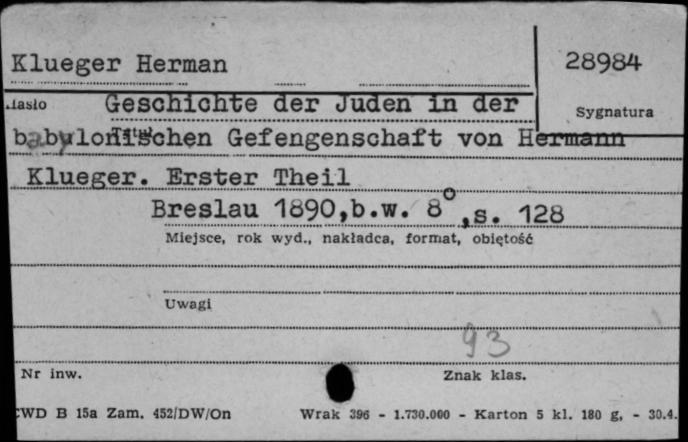 Klueger Herman
28984
Hasło Geschichte der Juden in der
Sygnatura
babylonischen Gefengenschaft von Hermann
Tytuł
Klueger. Erster Theil
Breslau 1890,b.w. 8°,s. 128
Miejsce, rok wyd., nakładca, format, obiętość
Uwagi
93
Nr inw.
Znak klas.
CWD B 15a Zam. 452/DW/On Wrak 396 - 1.730.000 - Karton 5 kl. 180 g. - 30.4.